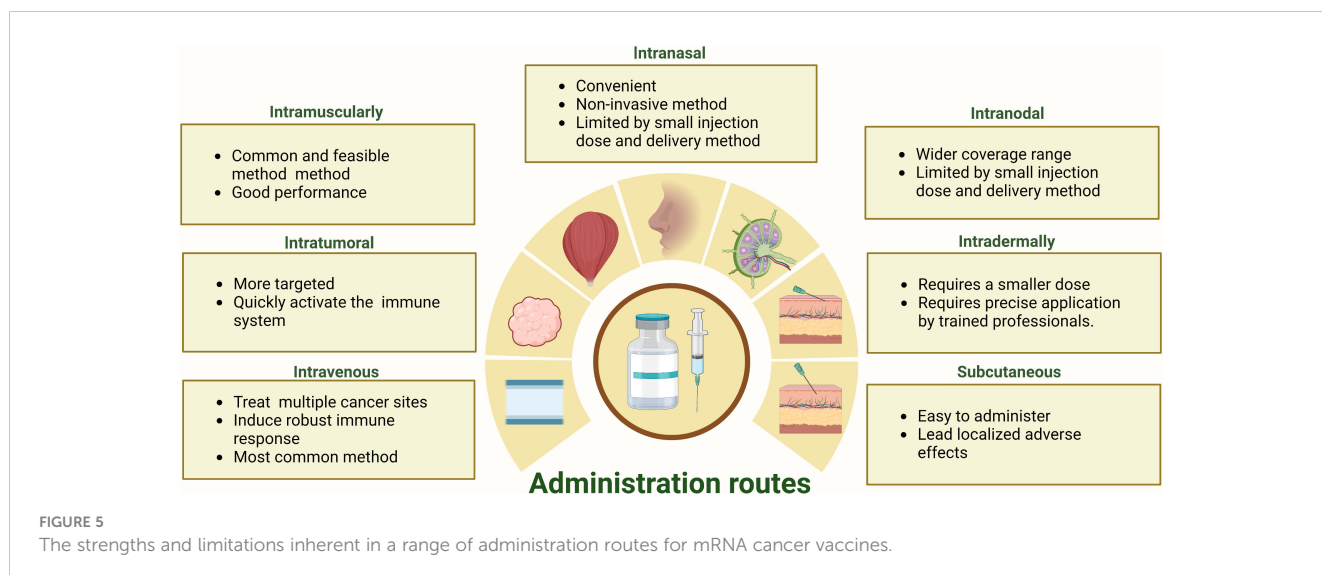 Intranasal
• Convenient
• Non-invasive method
• Limited by small injection
dose and delivery method
Intramuscularly
• Common and feasible
method  method
• Good performance
Intratumoral
• More targeted
• Quickly activate the  immune
system
Intravenous
• Treat  multiple cancer sites
• Induce robust immune
response
• Most common method
Intranodal
• Wider coverage range
• Limited by small injection
dose and delivery method
Intradermally
• Requires a smaller dose
• Requires precise application
by trained professionals.
Subcutaneous
• Easy to administer
• Lead localized adverse
effects
Administration routes
FIGURE 5
The strengths and limitations inherent in a range of administration routes for mRNA cancer vaccines.